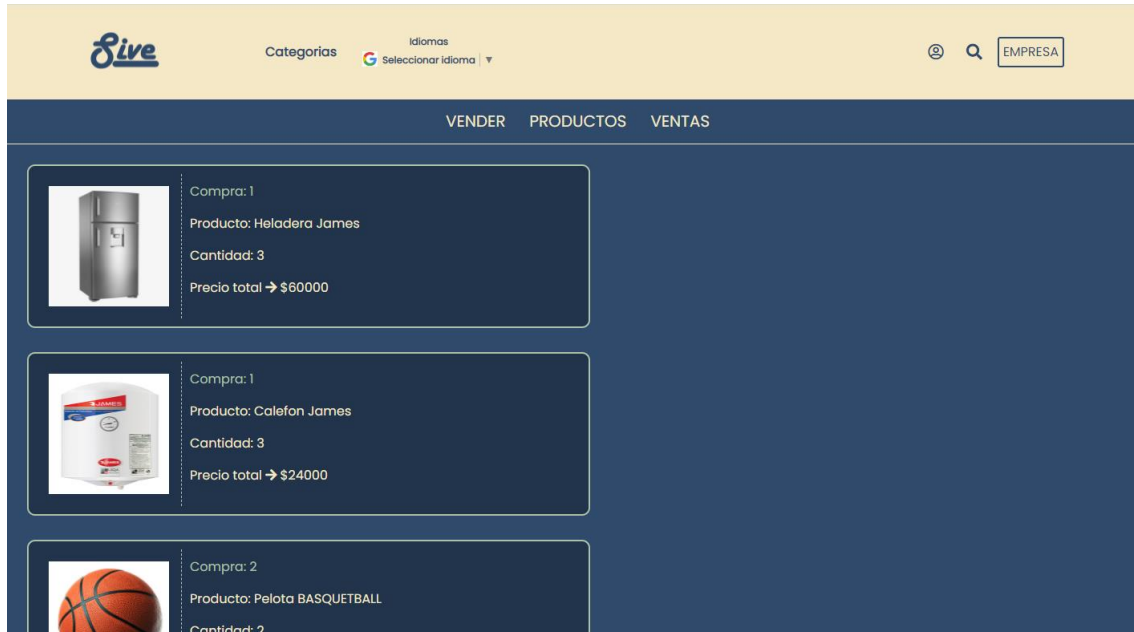 Sive
Categorias
Idiomas
Seleccionar idioma
EMPRESA
VENDER PRODUCTOS VENTAS
Compra: 1
Producto: Heladera James
Cantidad: 3
Precio total → $60000
JAMES
Compra: 1
Producto: Calefon James
Cantidad: 3
Precio total → $24000
Compra: 2
Producto: Pelota BASQUETBALL
Cantidad: 2